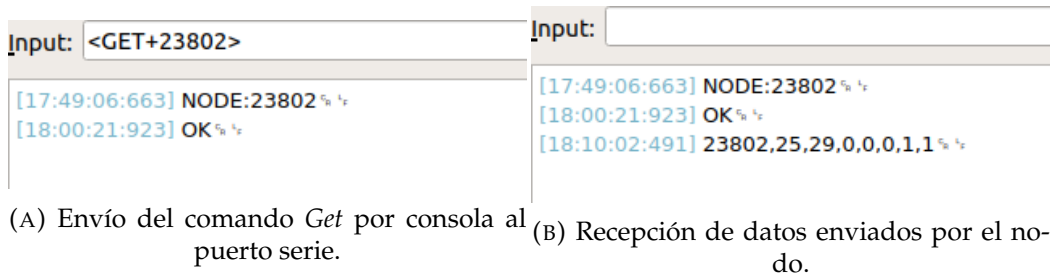 Input: <GET+23802>
[17:49:06:663] NODE:23802␍␊
[18:00:21:923] OK␍␊
(A) Envío del comando Get por consola al
puerto serie.
Input:
[17:49:06:663] NODE:23802␍␊
[18:00:21:923] OK␍␊
[18:10:02:491] 23802,25,29,0,0,0,1,1␍␊
(B) Recepción de datos enviados por el no-
do.